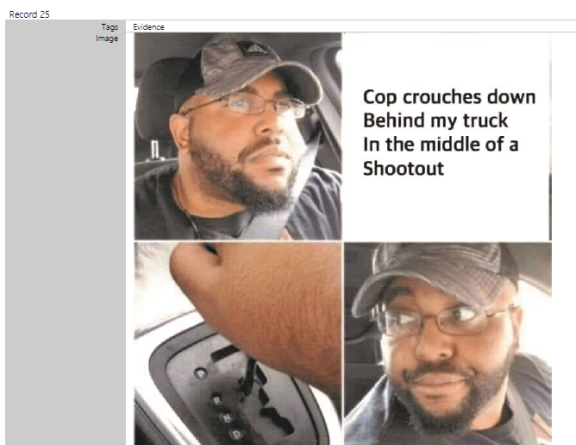 Record 25
Tags Evidence
Image
Cop crouches down
Behind my truck
In the middle of a
Shootout
P
R
N
D